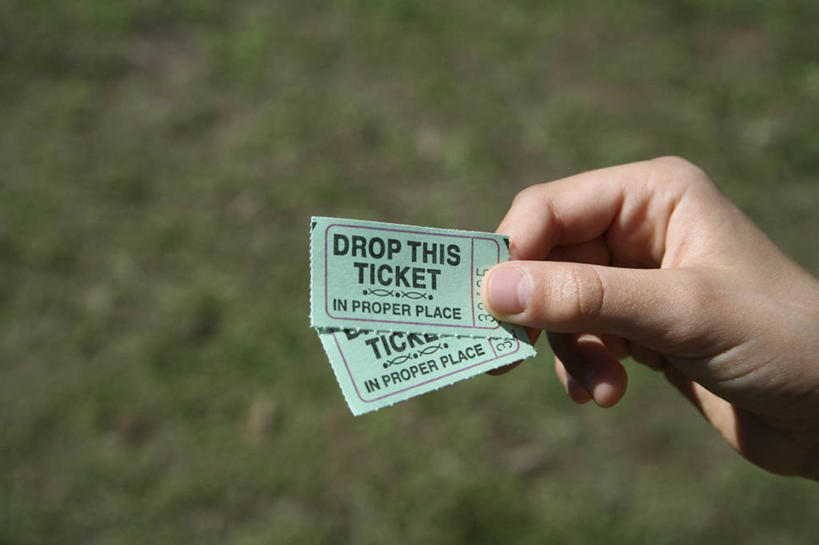 DROP THIS
TICKET
IN PROPER PLACE
IN PROPER PLACE